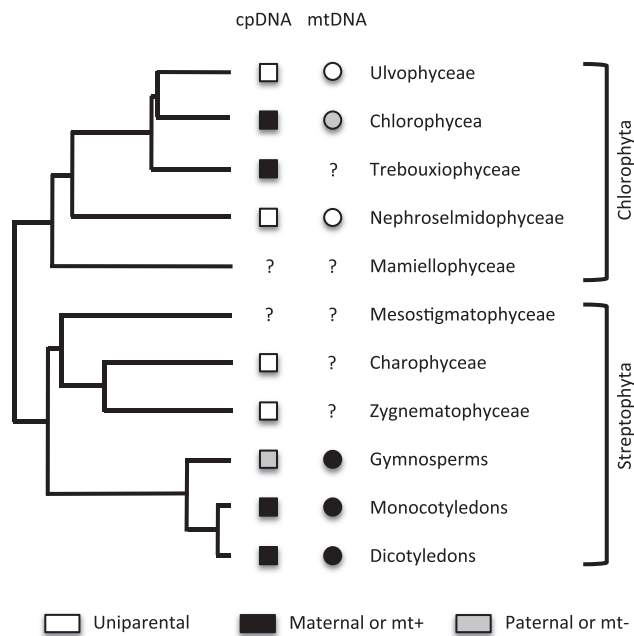 cpDNA mtDNA
Ulvophyceae
Chlorophycea
? Trebouxiophyceae
Nephroselmidophyceae
? ? Mamiellophyceae
Chlorophyta
? ? Mesostigmatophyceae
? Charophyceae
? Zygnematophyceae
Gymnosperms
Monocotyledons
Dicotyledons
Streptophyta
Uniparental Maternal or mt+ Paternal or mt-